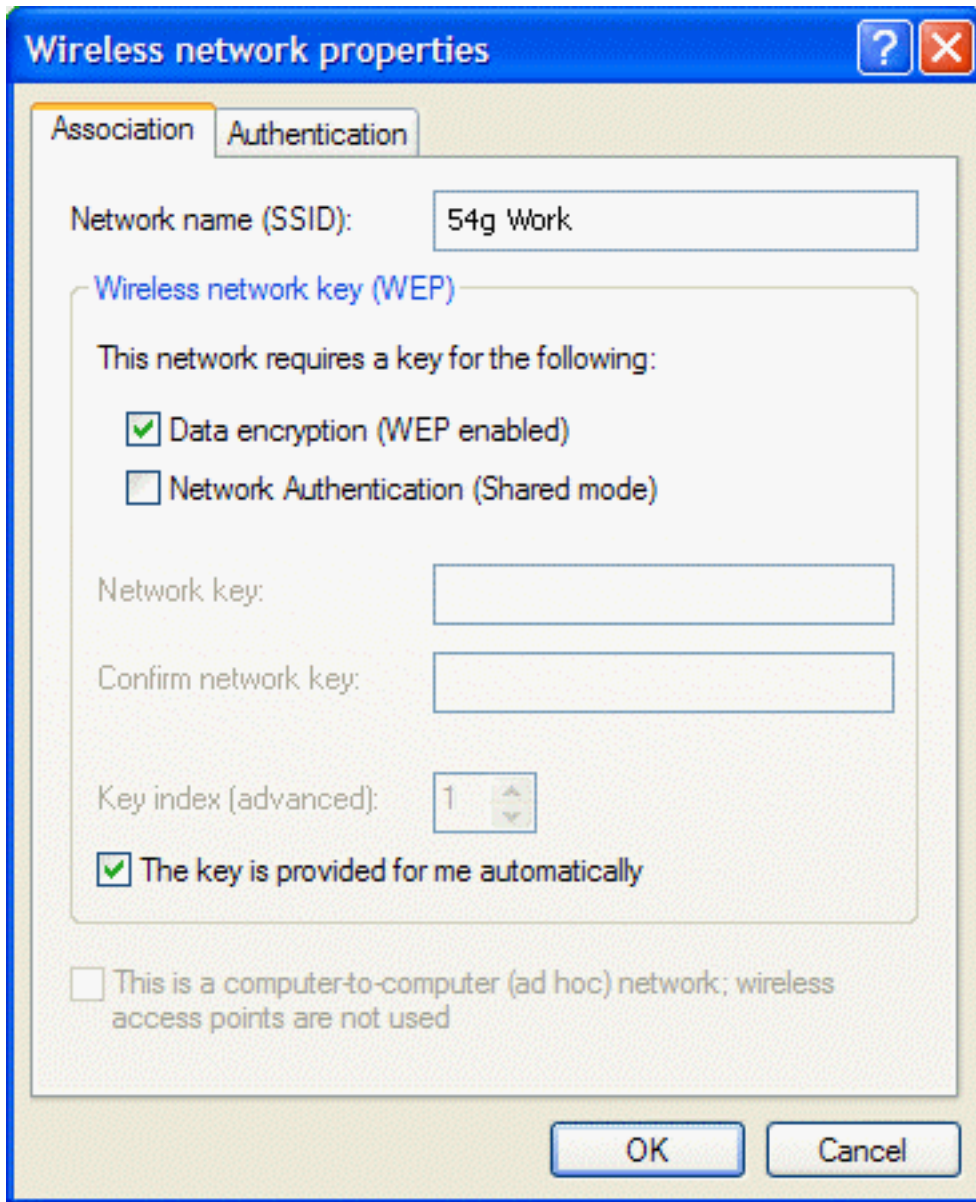 Wireless network properties
Association
Authentication
Network name (SSID):
54g Work
Wireless network key (WEP)
This network requires a key for the following:
Data encryption (WEP enabled)
Network Authentication (Shared mode)
Network key:
Confirm network key:
Key index (advanced):
1
The key is provided for me automatically
This is a computer-to-computer (ad hoc) network; wireless
access points are not used
OK
Cancel